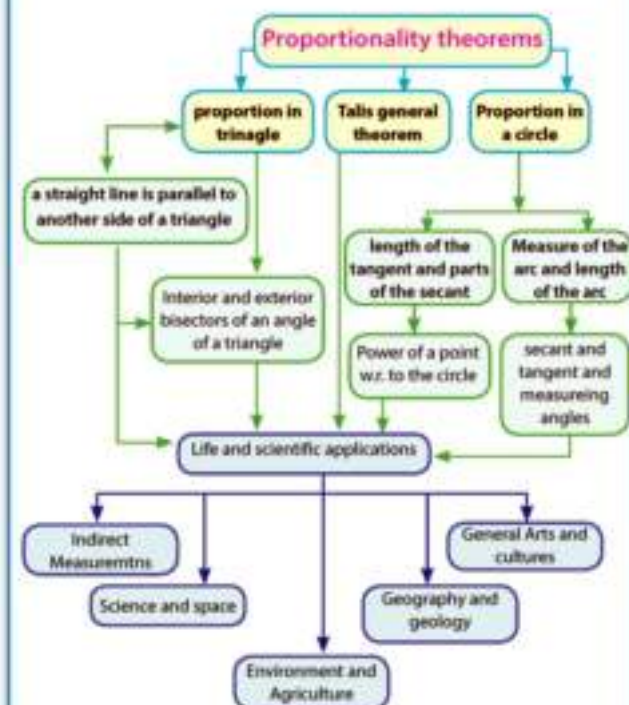 Proportionality theorems
proportion in
trinagle
Talis general
theorem
Proportion in
a circle
a straight line is parallel to
another side of a triangle
length of the
tangent and parts
of the secant
Measure of the
arc and length
of the arc
Interior and exterior
bisectors of an angle
of a triangle
Power of a point
w.r. to the circle
secant and
tangent and
measureing
angles
Life and scientific applications
Indirect
Measuremtns
General Arts and
cultures
Science and space
Geography and
geology
Environment and
Agriculture